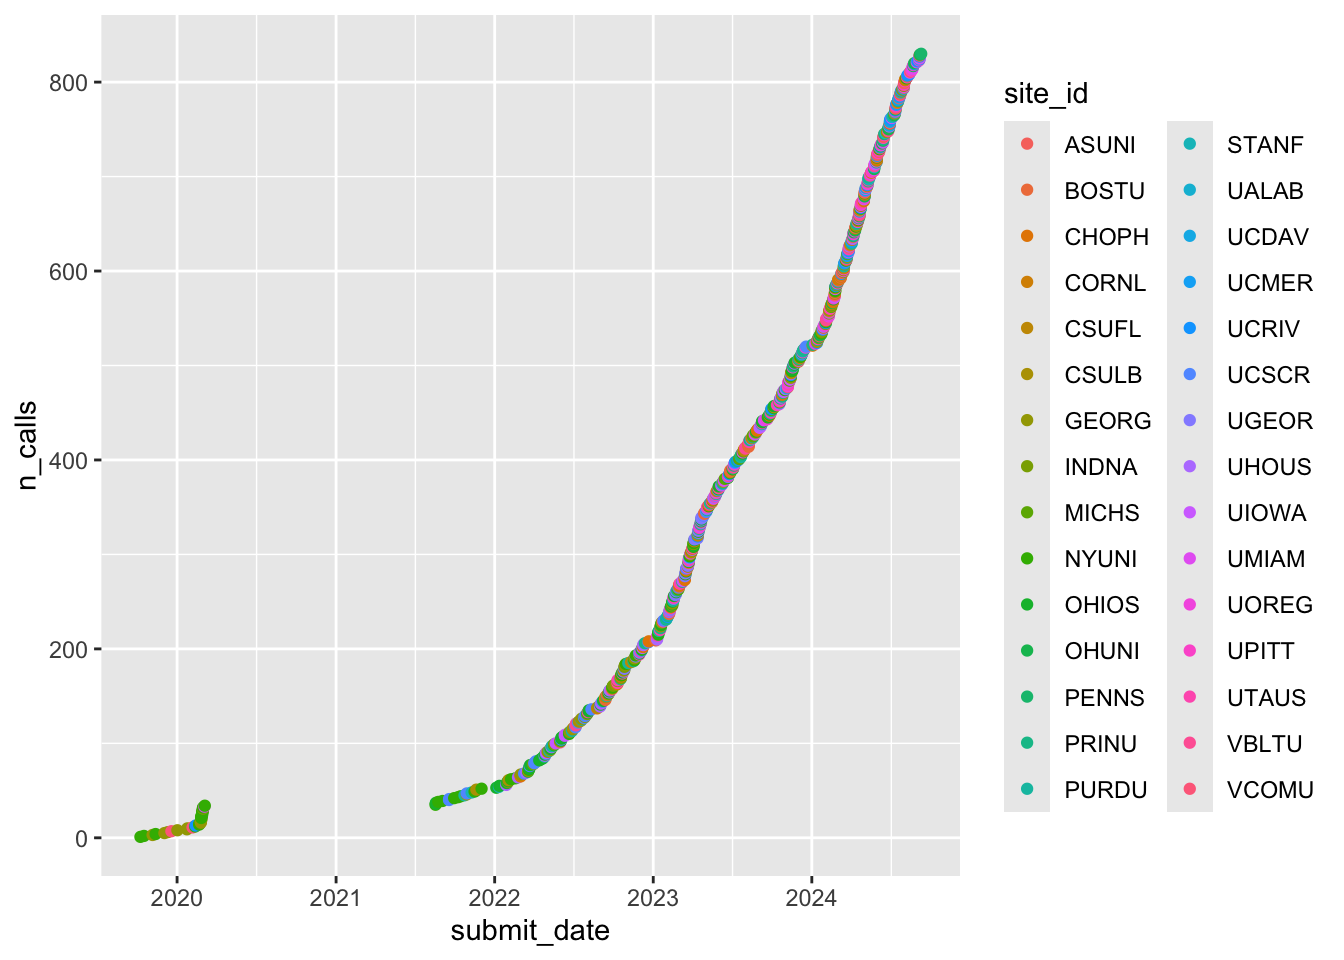 800
600
400
200
0
n_calls
2020 2021 2022 2023 2024
submit_date
site_id
ASUNI STANF
BOSTU UALAB
CHOPH UCDAV
CORNL UCMER
CSUFL UCRIV
CSULB UCSCR
GEORG UGEOR
INDNA UHOUS
MICHS UIOWA
NYUNI UMIAM
OHIOS UOREG
OHUNI UPITT
PENNS UTAUS
PRINU VBLTU
PURDU VCOMU